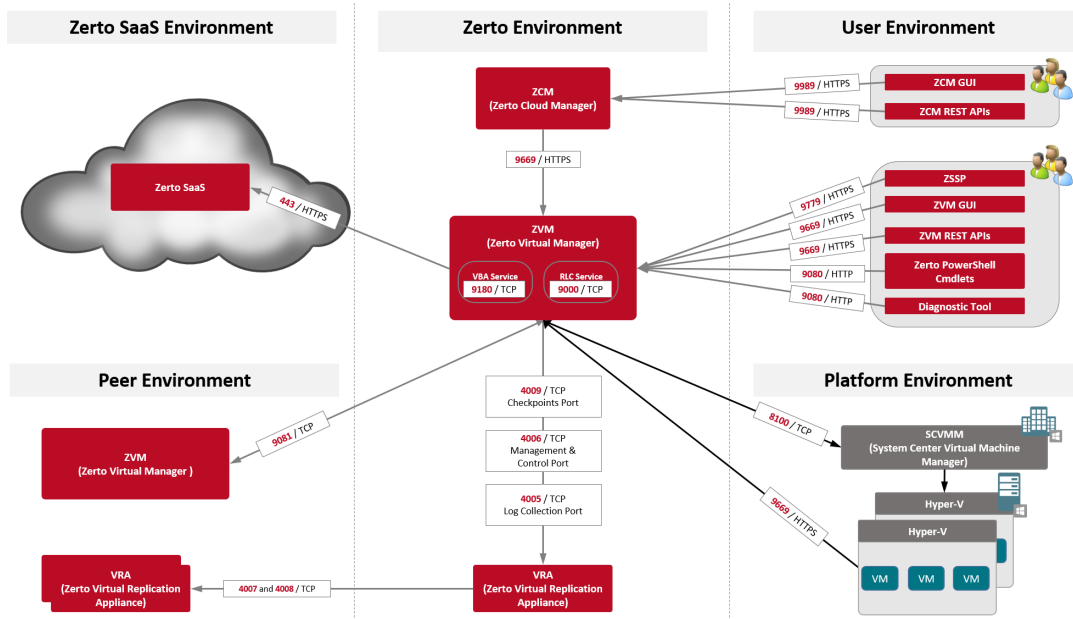 Zerto SaaS Environment
Zerto Environment
User Environment
ZCM
(Zerto Cloud Manager)
9989 / HTTPS
ZCM GUI
9989 / HTTPS
ZCM REST APIs
9669 / HTTPS
Zerto SaaS
443 / HTTPS
ZVM
(Zerto Virtual Manager)
VBA Service
9180 / TCP
RLC Service
9000 / TCP
9779 / HTTPS
ZSSP
9669 / HTTPS
ZVM GUI
9669 / HTTPS
ZVM REST APIs
9080 / HTTP
Zerto PowerShell
Cmdlets
9080 / HTTP
Diagnostic Tool
Peer Environment
Platform Environment
9081 / TCP
ZVM
(Zerto Virtual Manager )
4009 / TCP
Checkpoints Port
4006 / TCP
Management &
Control Port
4005 / TCP
Log Collection Port
8100 / TCP
SCVMM
(System Center Virtual Machine
Manager)
9669 / HTTPS
Hyper-V
Hyper-V
VM
VM
VM
VRA
(Zerto Virtual Replication
Appliance)
4007 and 4008 / TCP
VRA
(Zerto Virtual Replication
Appliance)